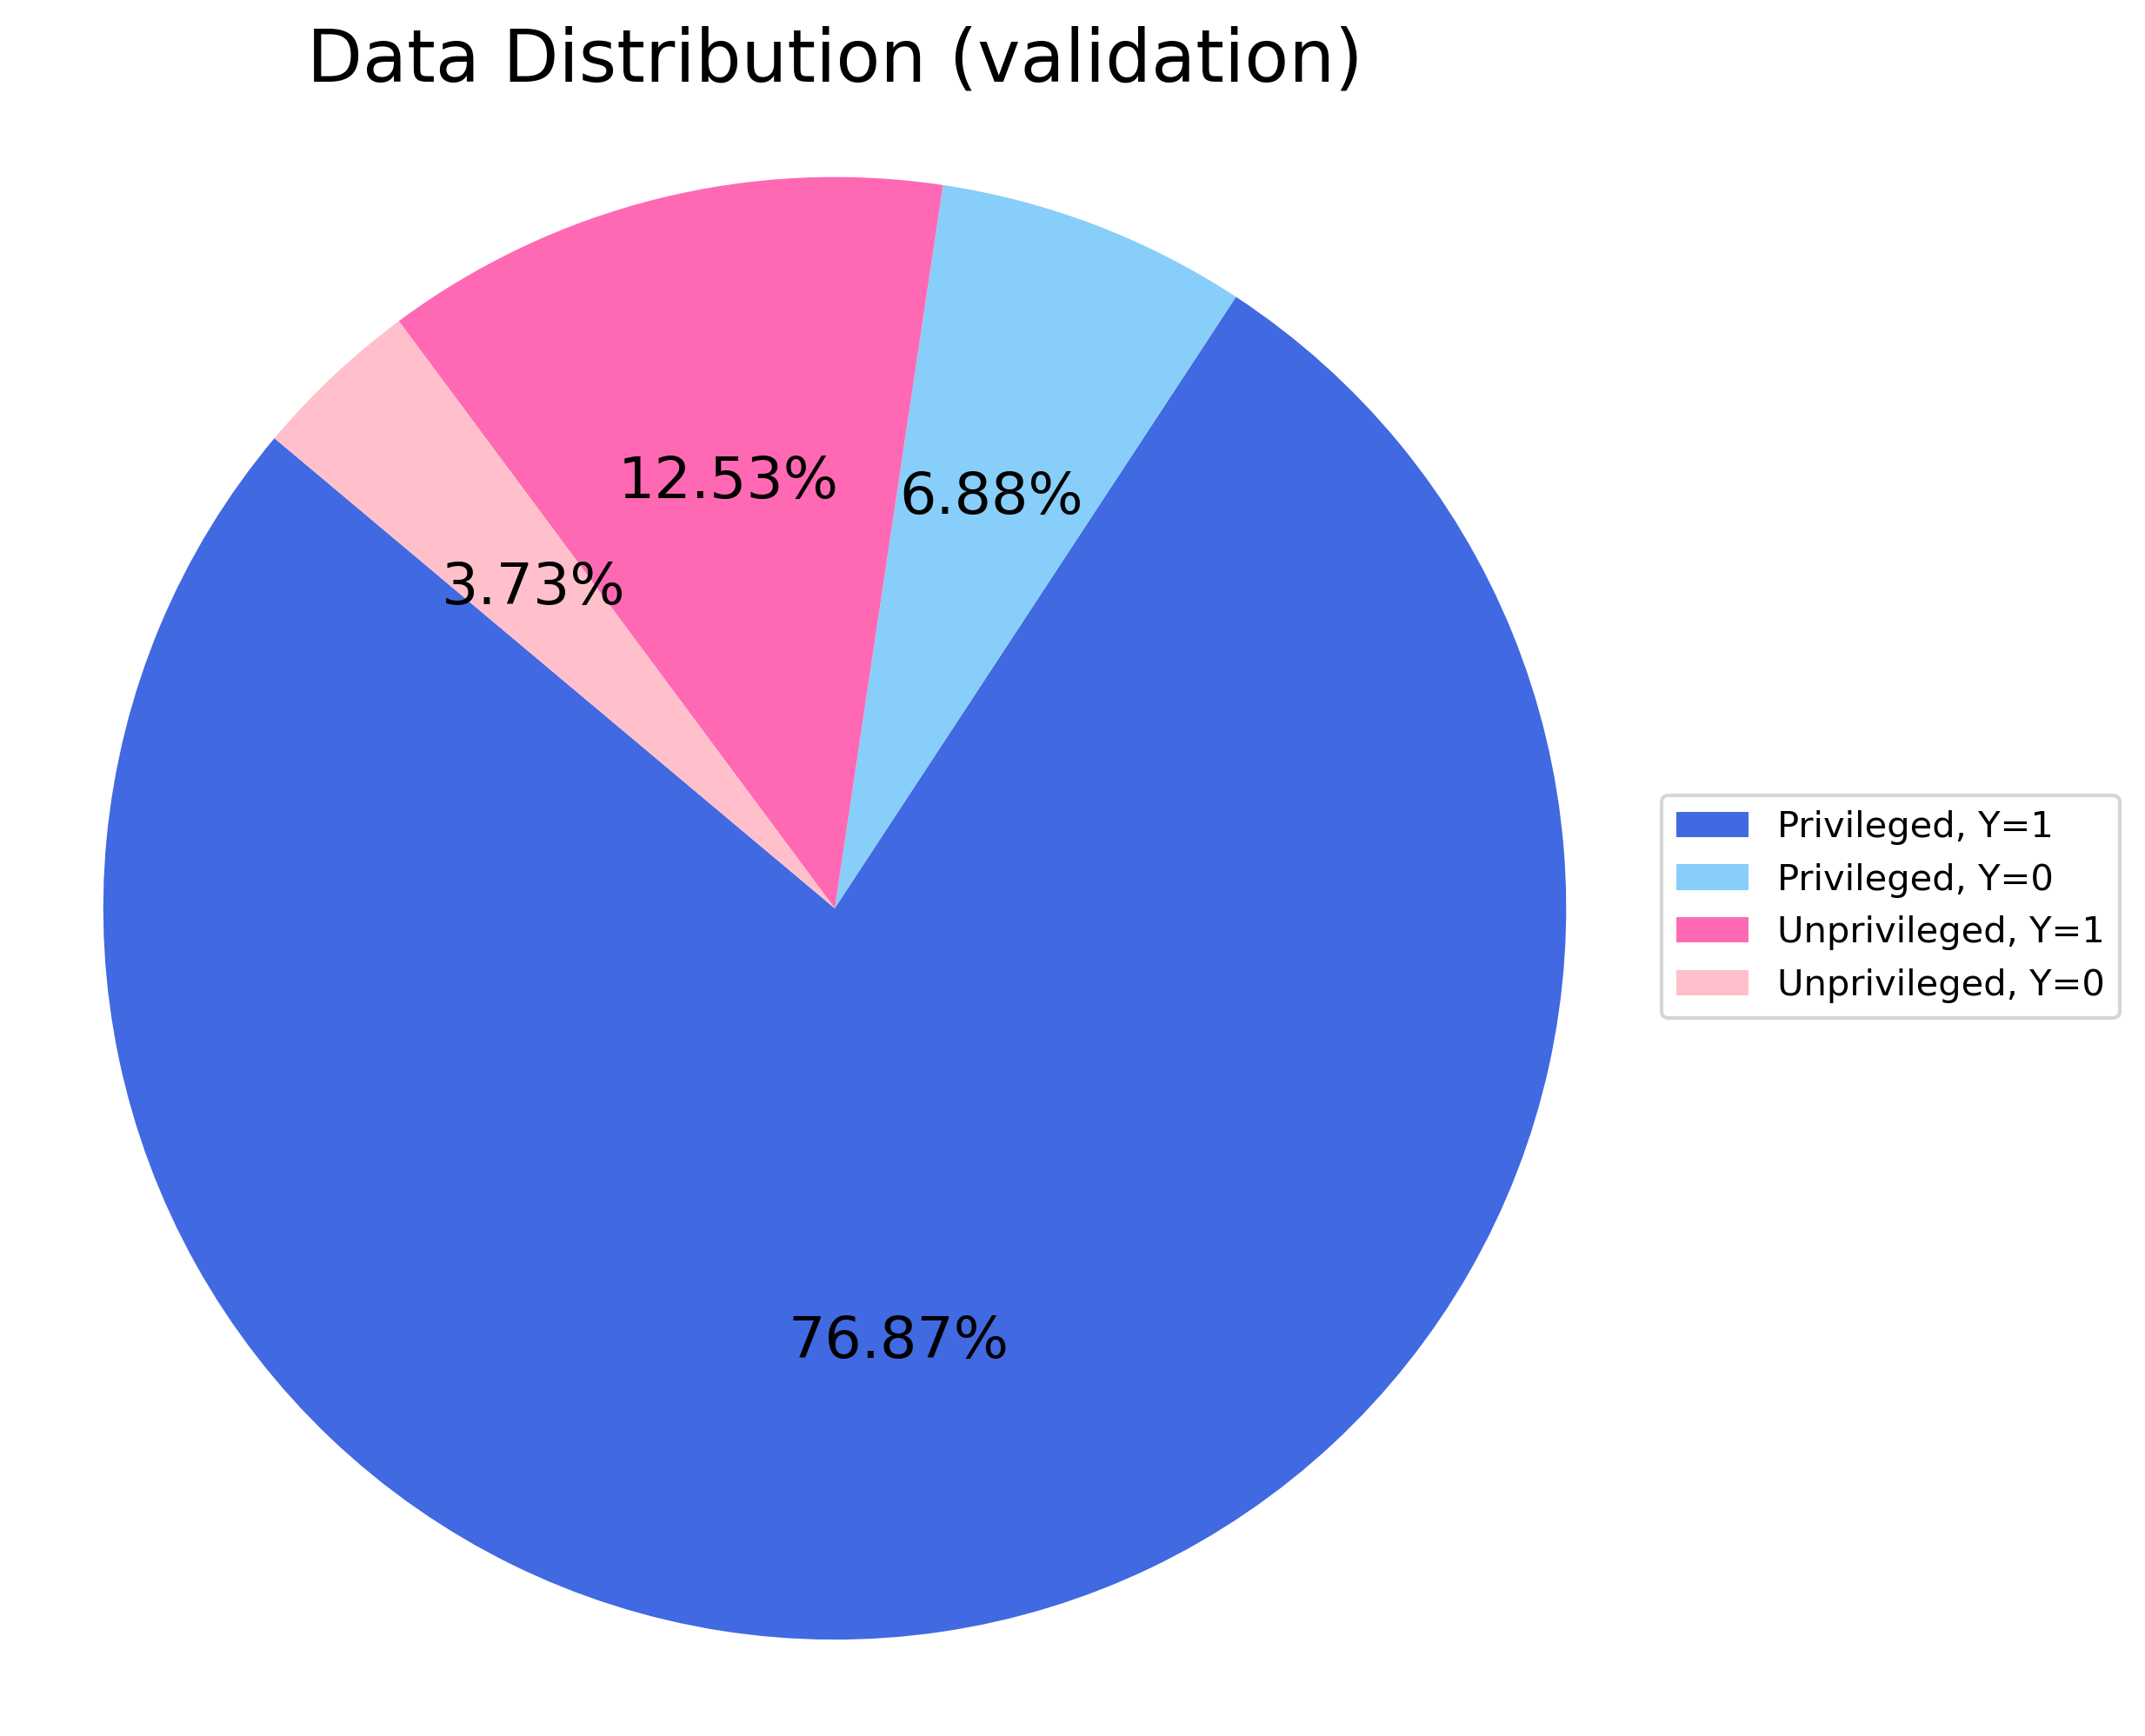 Data Distribution (validation)
12.53%
6.88%
3.73%
76.87%
Privileged, Y=1
Privileged, Y=0
Unprivileged, Y=1
Unprivileged, Y=0